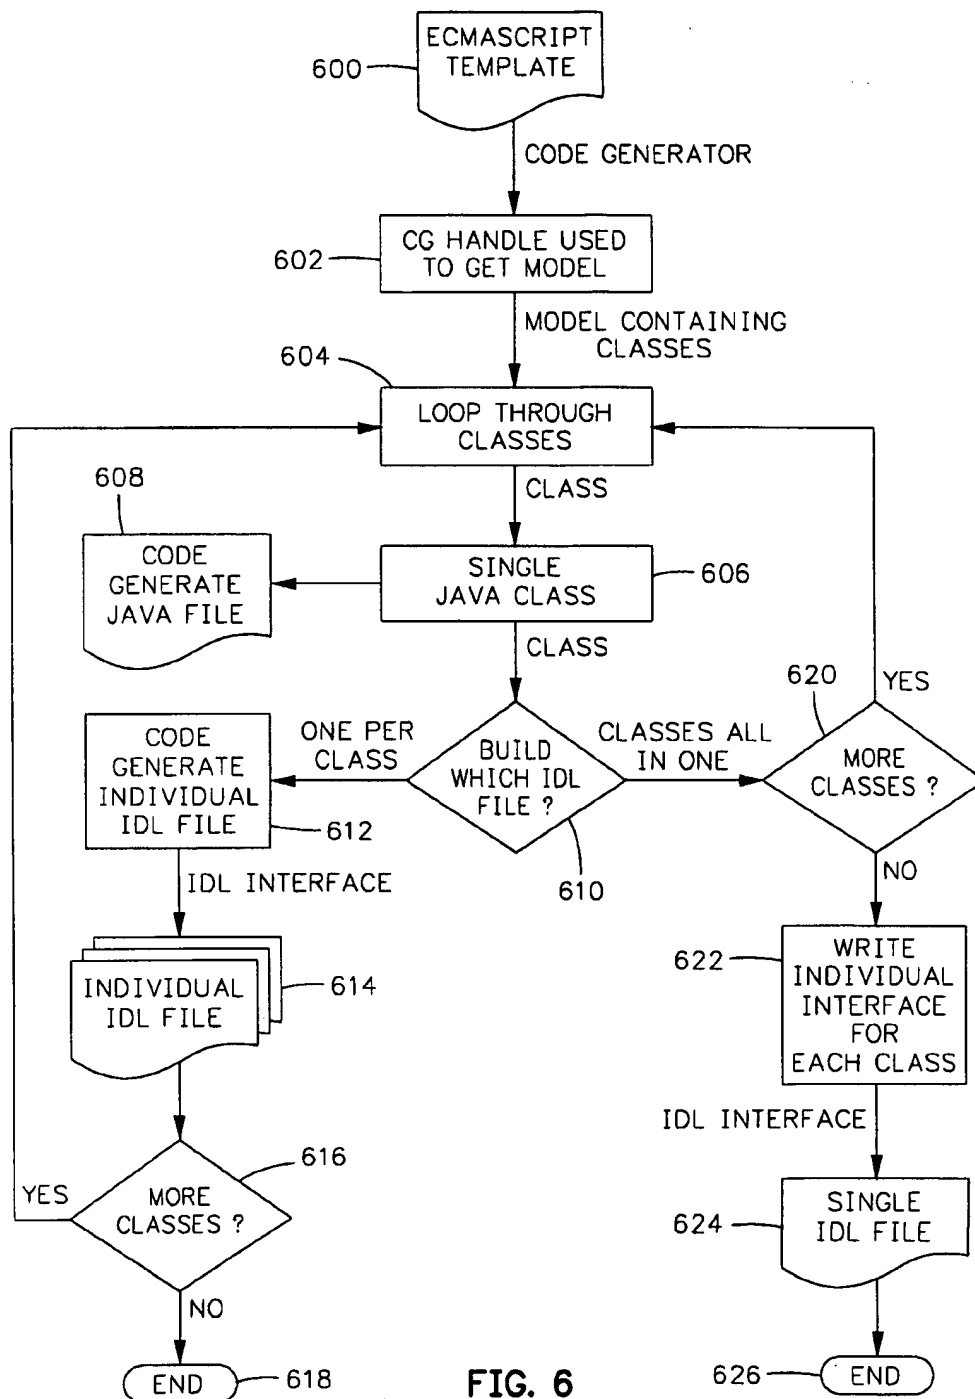 ECMASCRIPT
TEMPLATE
600
CODE GENERATOR
CG HANDLE USED
TO GET MODEL
602
MODEL CONTAINING
CLASSES
604
LOOP THROUGH
CLASSES
CLASS
608
CODE
GENERATE
JAVA FILE
SINGLE
JAVA CLASS
606
CLASS
620
YES
ONE PER
CLASS
CLASSES ALL
IN ONE
CODE
GENERATE
INDIVIDUAL
IDL FILE
612
BUILD
WHICH IDL
FILE ?
610
MORE
CLASSES ?
NO
IDL INTERFACE
INDIVIDUAL
IDL FILE
614
622
WRITE
INDIVIDUAL
INTERFACE
FOR
EACH CLASS
IDL INTERFACE
616
YES
MORE
CLASSES ?
NO
624
SINGLE
IDL FILE
END
618
FIG. 6
626
END